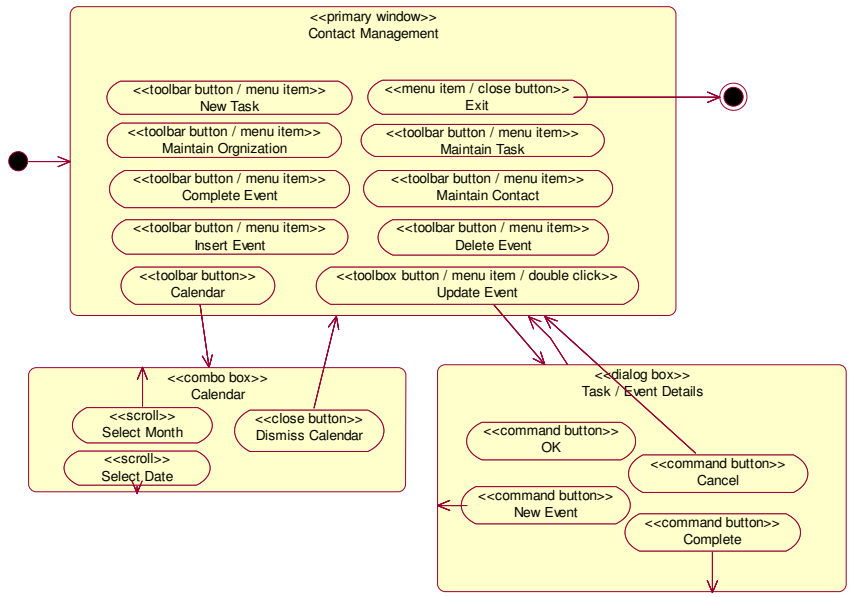 <<primary window>>
Contact Management
<<toolbar button / menu item>>
New Task
<<menu item / close button>>
Exit
<<toolbar button / menu item>>
Maintain Orgnization
<<toolbar button / menu item>>
Maintain Task
<<toolbar button / menu item>>
Complete Event
<<toolbar button / menu item>>
Maintain Contact
<<toolbar button / menu item>>
Insert Event
<<toolbar button / menu item>>
Delete Event
<<toolbar button>>
Calendar
<<toolbox button / menu item / double click>>
Update Event
<<combo box>>
Calendar
<<scroll>>
Select Month
<<close button>>
Dismiss Calendar
<<scroll>>
Select Date
<<dialog box>>
Task / Event Details
<<command button>>
OK
<<command button>>
Cancel
<<command button>>
New Event
<<command button>>
Complete